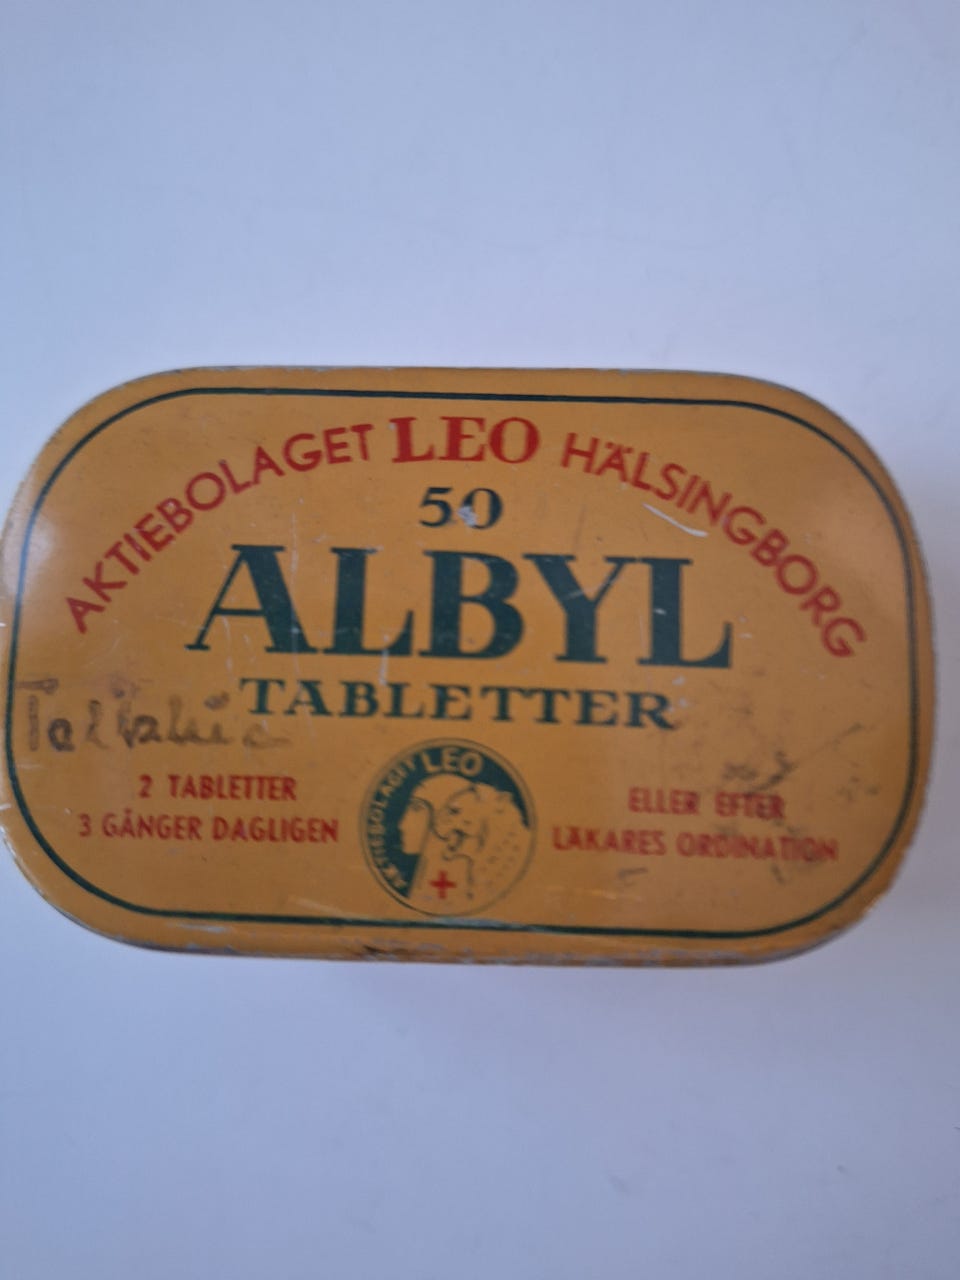 AKTIEBOLAGET LEO HÄLSINGBORG
50
ALBYL
TABLETTER
2 TABLETTER
3 GÅNGER DAGLIGEN
AKTIEBOLAGET LEO
ELLER EFTER
LÄKARES ORDINATION